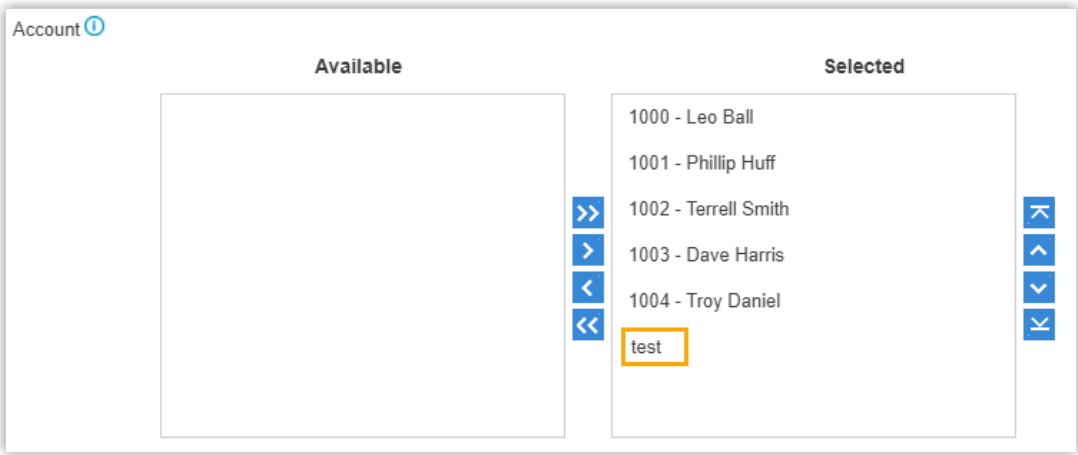 Account
Available
Selected
1000 - Leo Ball
1001 - Phillip Huff
1002 - Terrell Smith
1003 - Dave Harris
1004 - Troy Daniel
test